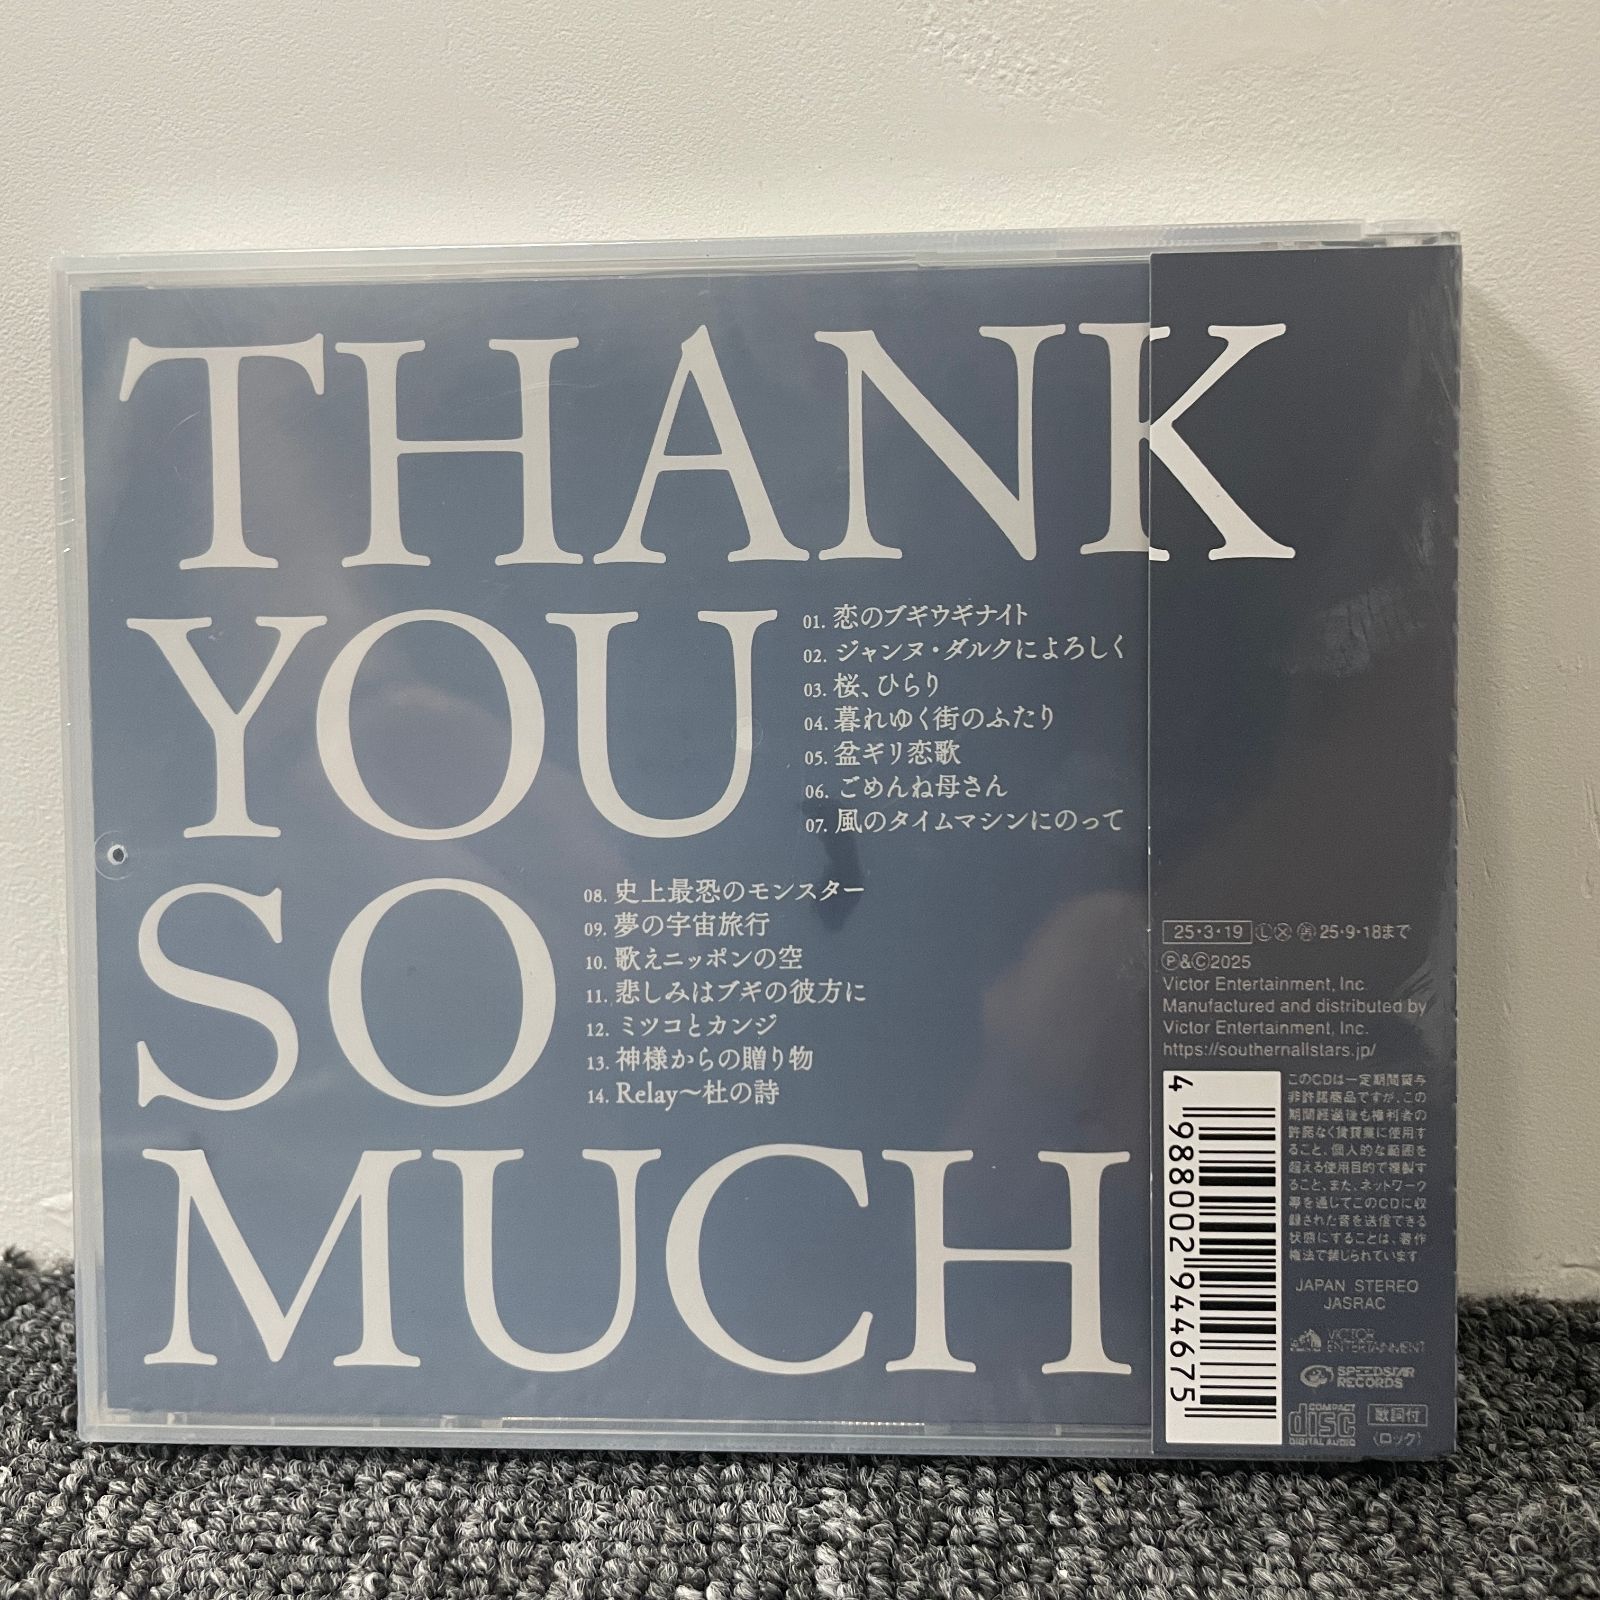 THANK
YOU
01. 恋のブギウギナイト
02. ジャンヌ・ダルクによろしく
03. 桜、ひらり
04. 暮れゆく街のふたり
05. 盆ギリ恋歌
06. ごめんね母さん
07. 風のタイムマシンにのって
SO
08. 史上最恐のモンスター
09. 夢の宇宙旅行
10. 歌えニッポンの空
11. 悲しみはブギの彼方に
12. ミツコとカンジ
13. 神様からの贈り物
14. Relay〜杜の詩
MUCH
25・3・19 Ⓛ Ⓧ 25・9・18まで
Ⓟ&Ⓒ2025
Victor Entertainment, Inc.
Manufactured and distributed by
Victor Entertainment, Inc.
https://southernallstars.jp/
4 988002 944675
このCDは一定期間貸与
非許諾商品ですが、この
期間経過後も権利者の
許諾なく賃貸業に使用す
ること、個人的な範囲を
超える使用目的で複製す
ること、また、ネットワーク
等を通じてこのCDに収
録された音を送信できる
状態にすることは、著作
権法で禁じられています
JAPAN STEREO
JASRAC
VICTOR
ENTERTAINMENT
SPEEDSTAR
RECORDS
COMPACT
disc
DIGITAL AUDIO
歌詞付
〈ロック〉